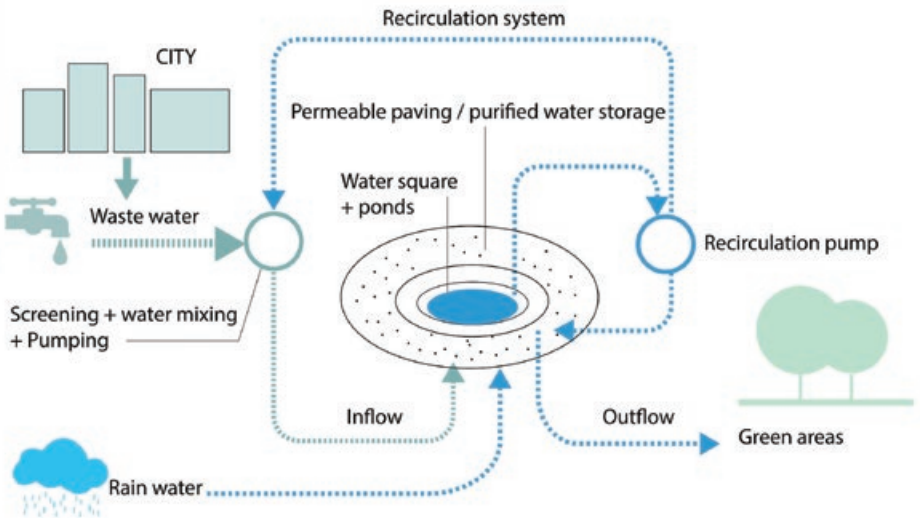 Recirculation system
CITY
Permeable paving / purified water storage
Water square
+ ponds
Waste water
Recirculation pump
Screening + water mixing
+ Pumping
Inflow
Outflow
Green areas
Rain water